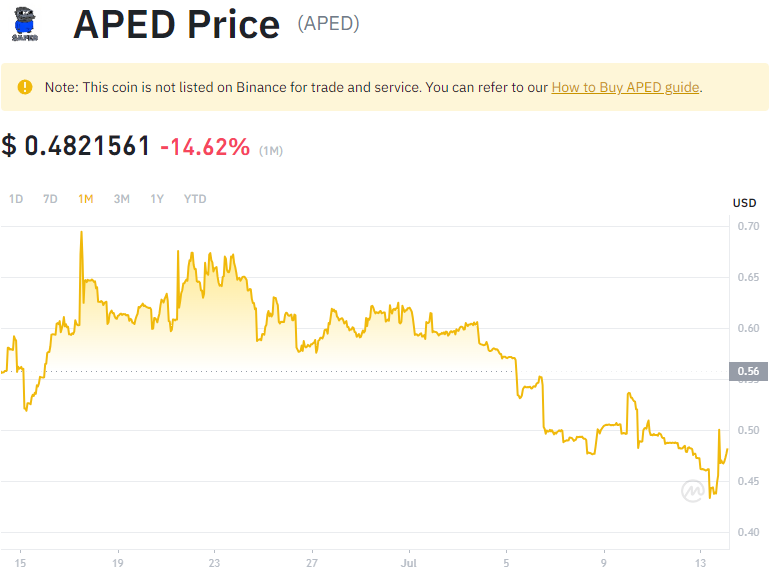 APED Price (APED)
Note: This coin is not listed on Binance for trade and service. You can refer to our How to Buy APED guide.
$ 0.4821561 -14.62% (1M)
1D 7D 1M 3M 1Y YTD
USD
0.70
0.65
0.60
0.56
0.50
0.45
0.40
15 19 23 27 Jul 5 9 13